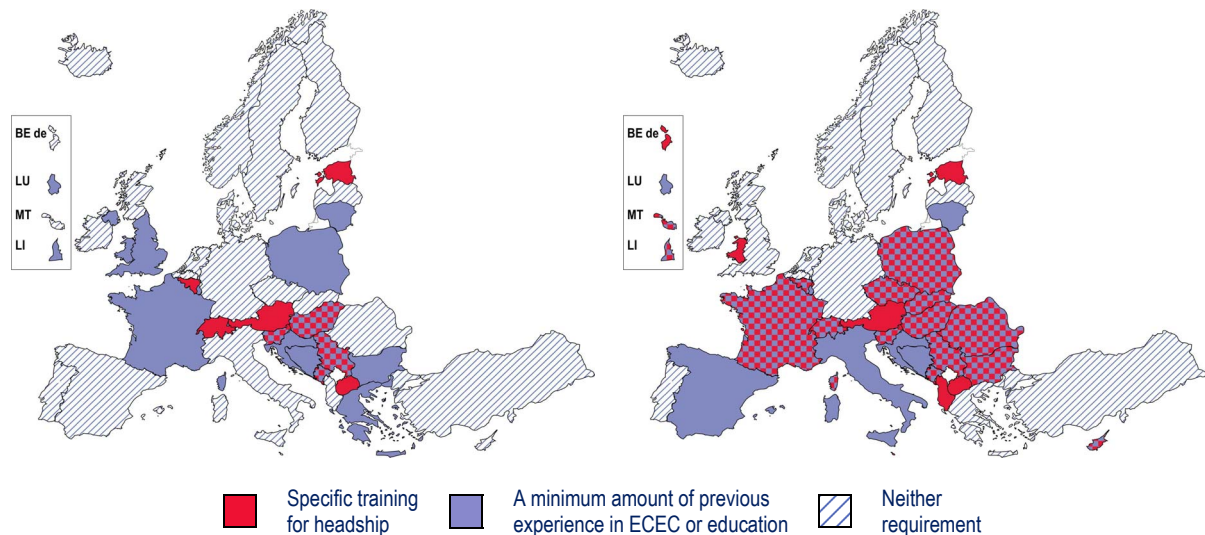 BE de
LU
MT
LI
BE de
LU
MT
LI
Specific training
for headship
A minimum amount of previous
experience in ECEC or education
Neither
requirement